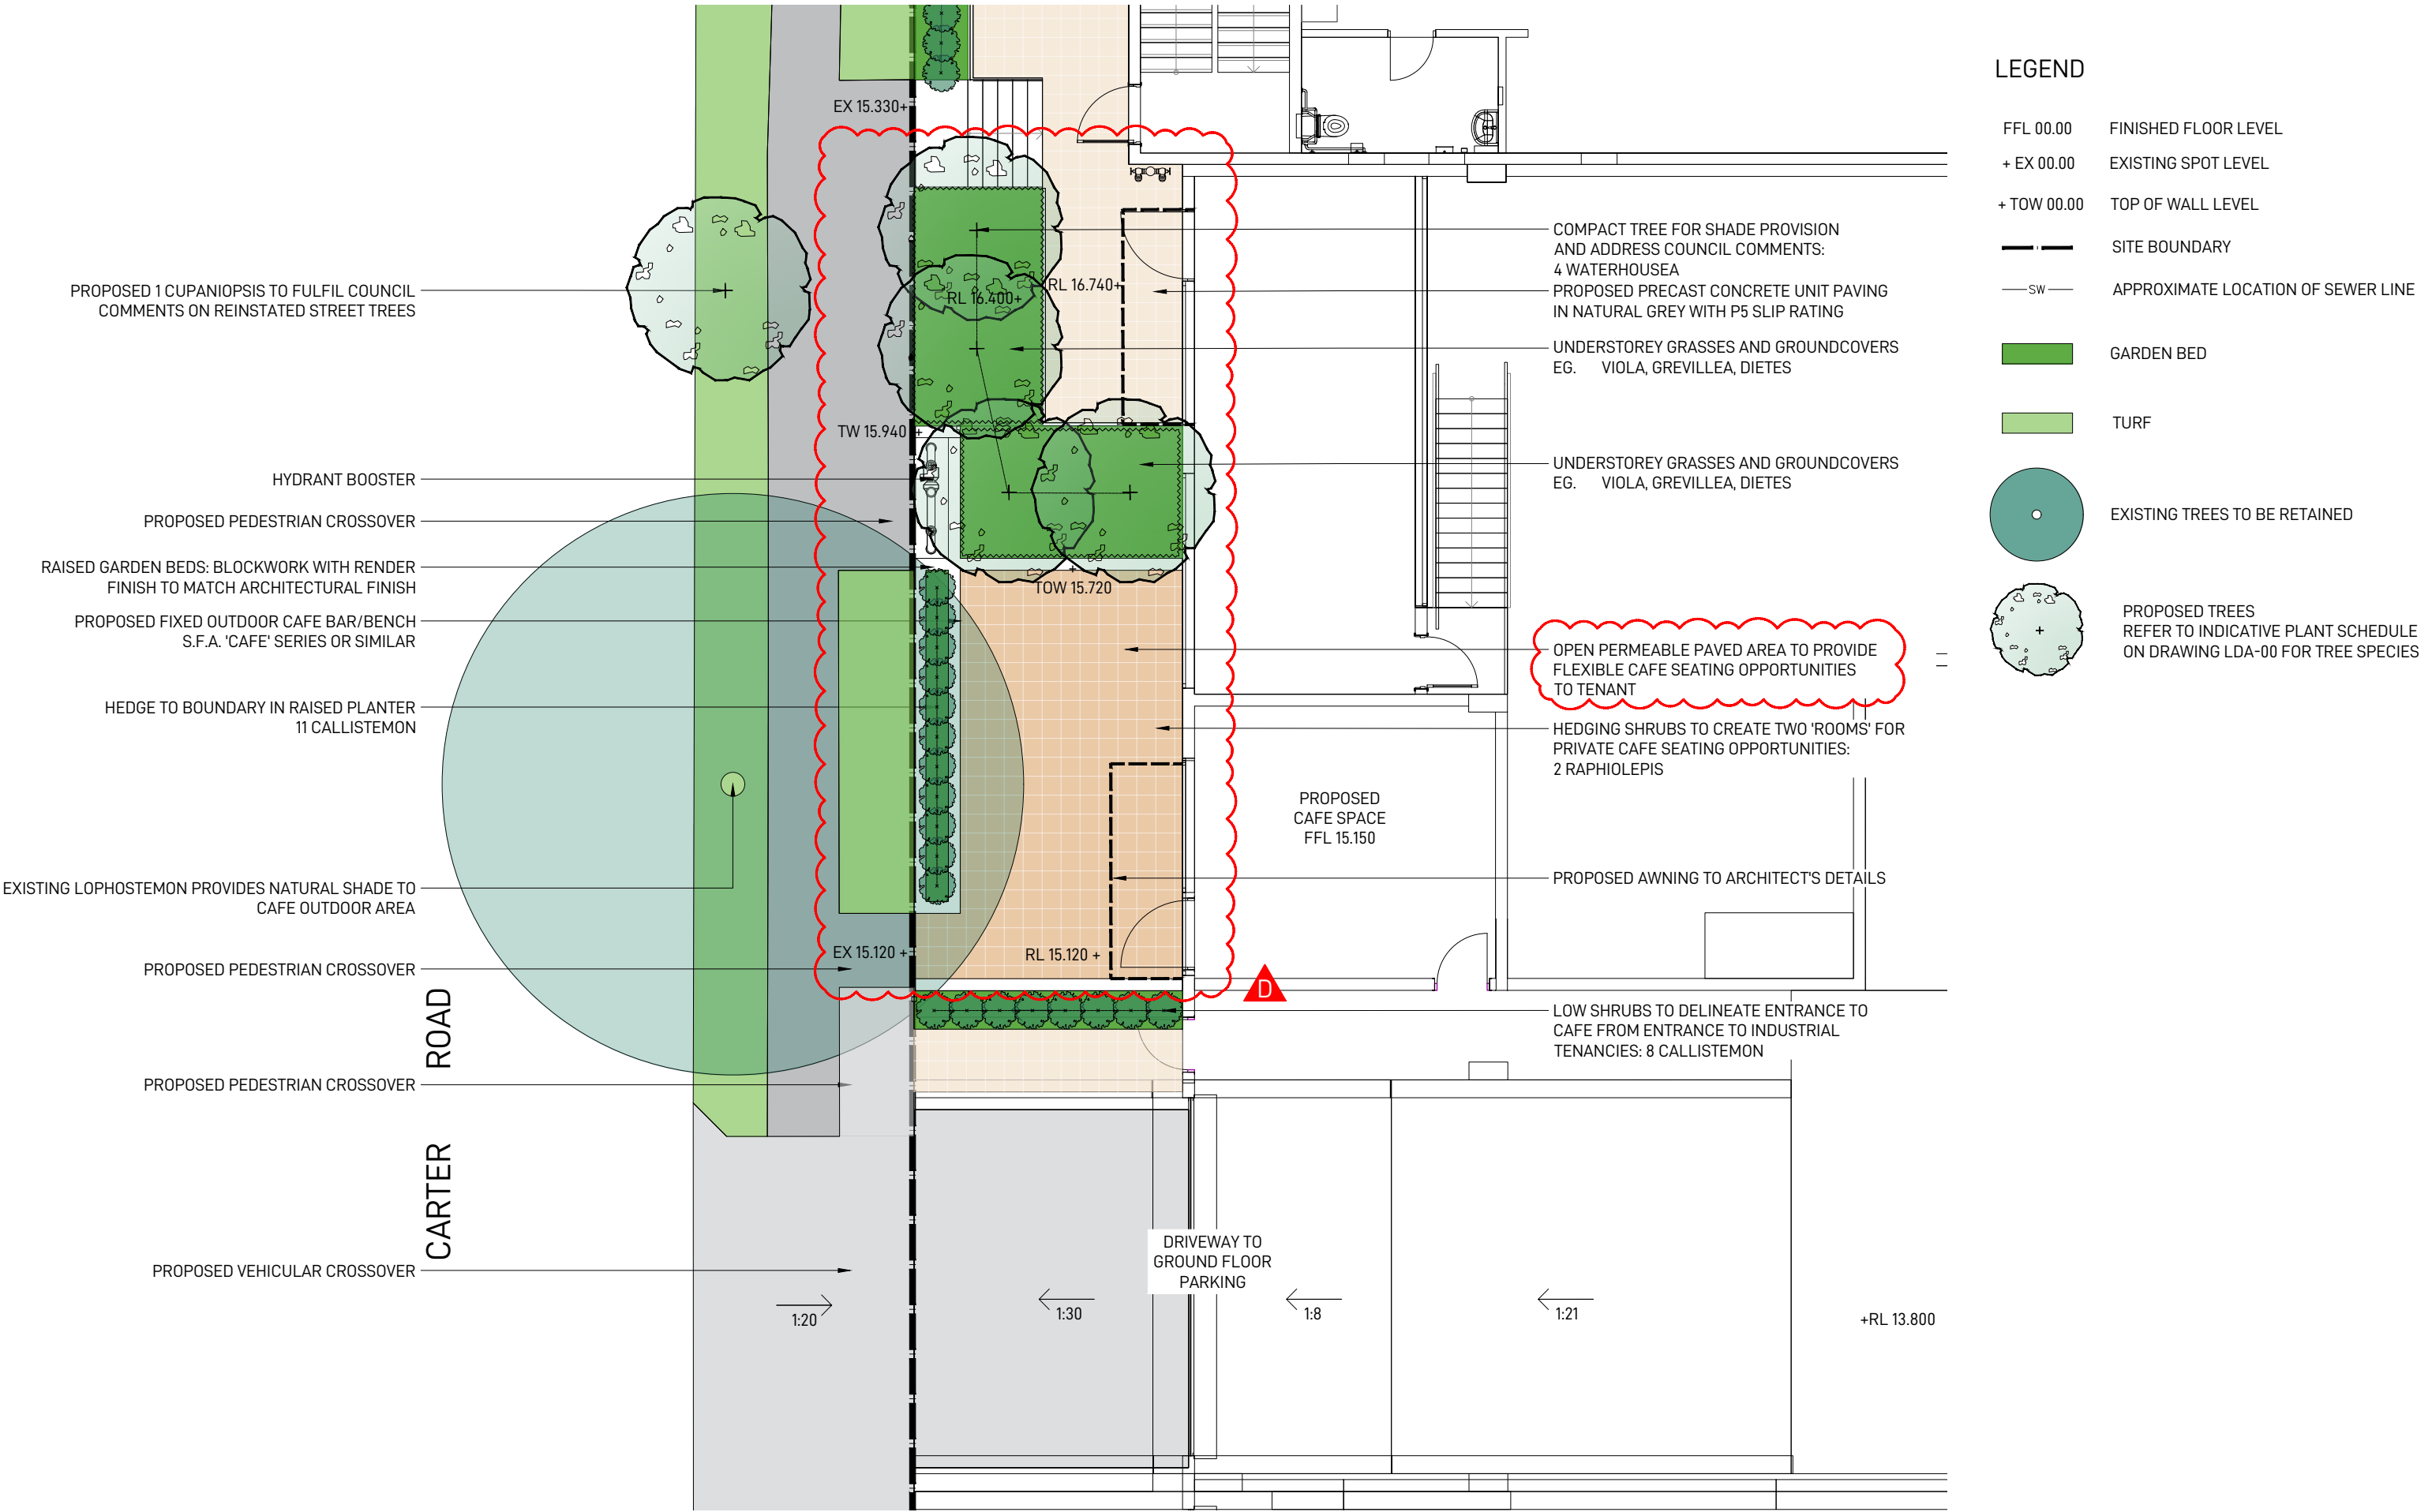 PROPOSED 1 CUPANIOPSIS TO FULFIL COUNCIL
COMMENTS ON REINSTATED STREET TREES
HYDRANT BOOSTER
PROPOSED PEDESTRIAN CROSSOVER
RAISED GARDEN BEDS: BLOCKWORK WITH RENDER
FINISH TO MATCH ARCHITECTURAL FINISH
PROPOSED FIXED OUTDOOR CAFE BAR/BENCH
S.F.A. 'CAFE' SERIES OR SIMILAR
HEDGE TO BOUNDARY IN RAISED PLANTER
11 CALLISTEMON
EXISTING LOPHOSTEMON PROVIDES NATURAL SHADE TO
CAFE OUTDOOR AREA
PROPOSED PEDESTRIAN CROSSOVER
PROPOSED PEDESTRIAN CROSSOVER
PROPOSED VEHICULAR CROSSOVER
CARTER ROAD
EX 15.330+
RL 16.400+
RL 16.740+
TW 15.940 +
TOW 15.720
EX 15.120 +
RL 15.120 +
D
PROPOSED
CAFE SPACE
FFL 15.150
DRIVEWAY TO
GROUND FLOOR
PARKING
1:20
1:30
1:8
1:21
+RL 13.800
COMPACT TREE FOR SHADE PROVISION
AND ADDRESS COUNCIL COMMENTS:
4 WATERHOUSEA
PROPOSED PRECAST CONCRETE UNIT PAVING
IN NATURAL GREY WITH P5 SLIP RATING
UNDERSTOREY GRASSES AND GROUNDCOVERS
EG. VIOLA, GREVILLEA, DIETES
UNDERSTOREY GRASSES AND GROUNDCOVERS
EG. VIOLA, GREVILLEA, DIETES
OPEN PERMEABLE PAVED AREA TO PROVIDE
FLEXIBLE CAFE SEATING OPPORTUNITIES
TO TENANT
HEDGING SHRUBS TO CREATE TWO 'ROOMS' FOR
PRIVATE CAFE SEATING OPPORTUNITIES:
2 RAPHIOLEPIS
PROPOSED AWNING TO ARCHITECT'S DETAILS
LOW SHRUBS TO DELINEATE ENTRANCE TO
CAFE FROM ENTRANCE TO INDUSTRIAL
TENANCIES: 8 CALLISTEMON
LEGEND
FFL 00.00 FINISHED FLOOR LEVEL
+ EX 00.00 EXISTING SPOT LEVEL
+ TOW 00.00 TOP OF WALL LEVEL
SITE BOUNDARY
SW APPROXIMATE LOCATION OF SEWER LINE
GARDEN BED
TURF
EXISTING TREES TO BE RETAINED
PROPOSED TREES
REFER TO INDICATIVE PLANT SCHEDULE
ON DRAWING LDA-00 FOR TREE SPECIES